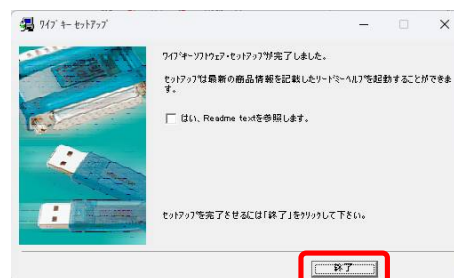 ﾜｲﾌﾞｷｰ ｾｯﾄｱｯﾌﾟ
ﾜｲﾌﾞｷｰ･ｿﾌﾄｳｪｱ･ｾｯﾄｱｯﾌﾟが完了しました。
ｾｯﾄｱｯﾌﾟは最新の商品情報を記載したﾘｰﾄﾞﾐｰﾍﾙﾌﾟを起動することができま
す。
はい、Readme textを参照します。
ｾｯﾄｱｯﾌﾟを完了させるには「終了」をｸﾘｯｸして下さい。
終了